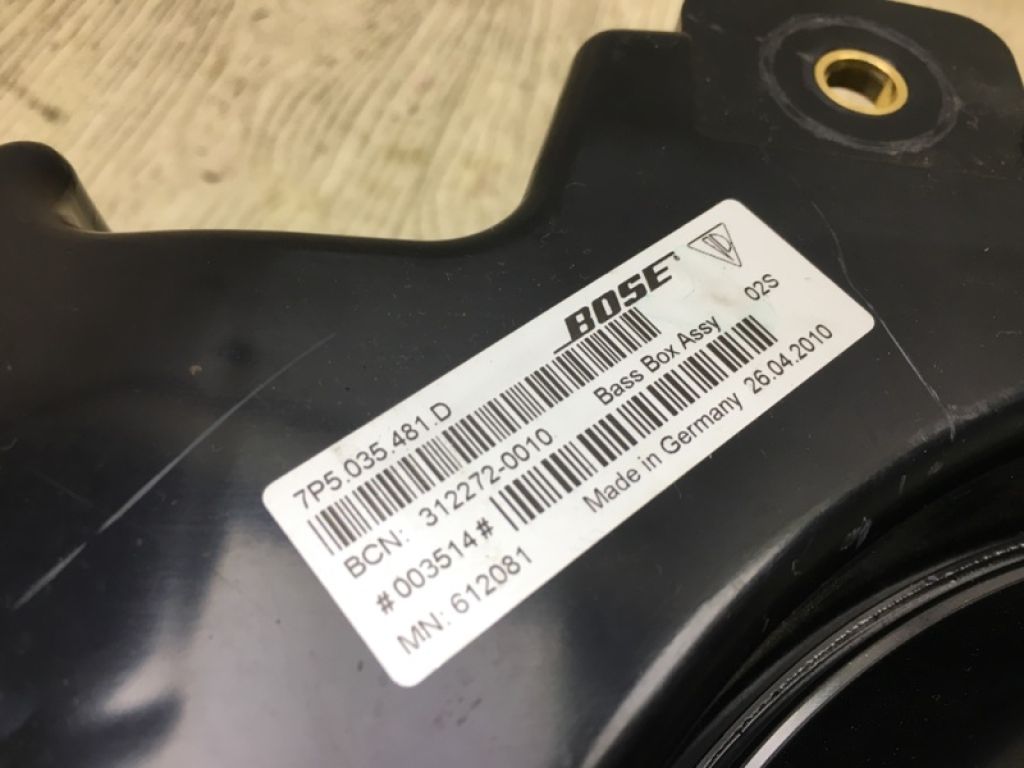 BOSE
7P5.035.481.D
Bass Box Assy
02S
BCN: 312272-0010
#003514#
Made in Germany 26.04.2010
MN: 612081